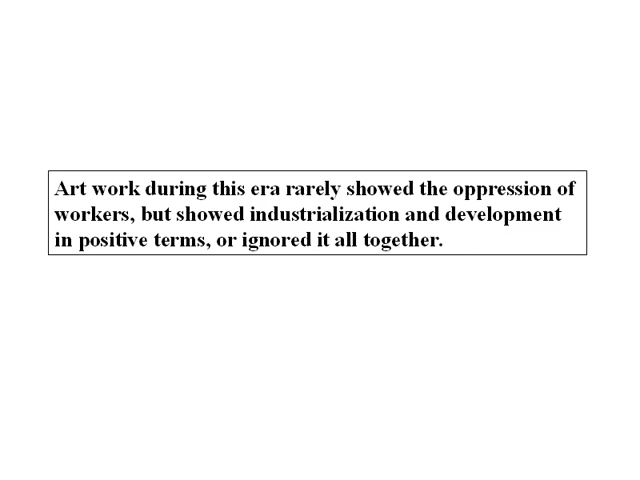 Art work during this era rarely showed the oppression of
workers, but showed industrialization and development
in positive terms, or ignored it all together.